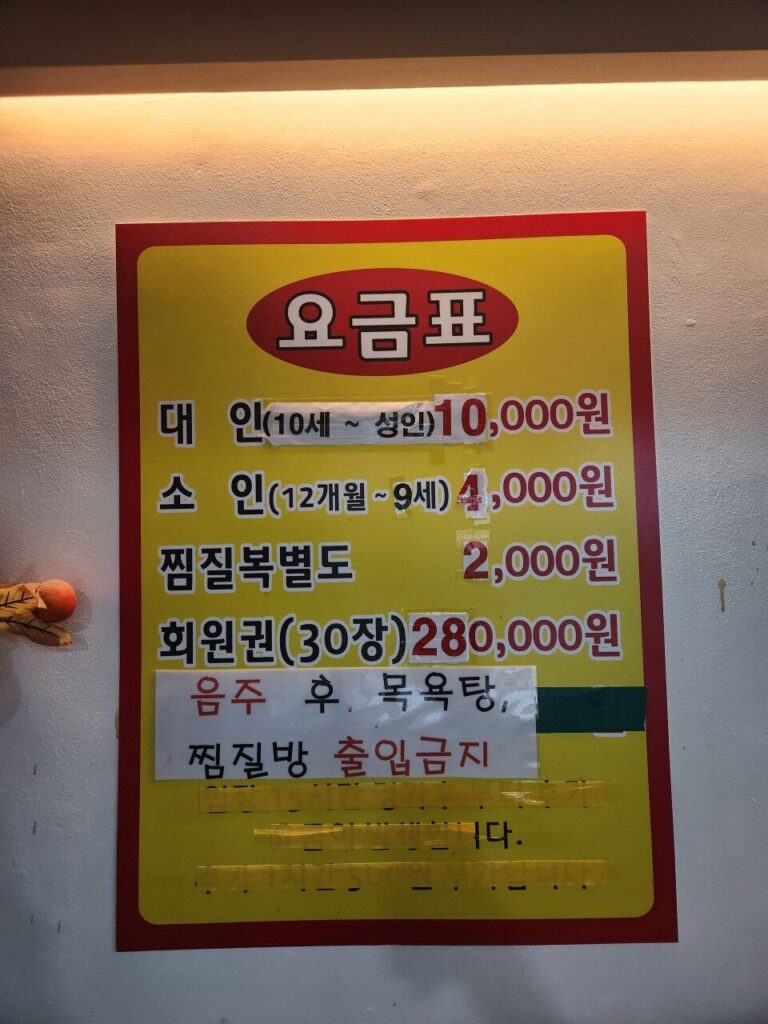 요금표
대 인(10세 ~ 성인)10,000원
소 인(12개월~9세) 4,000원
찜질복별도 2,000원
회원권(30장)280,000원
음주 후 목욕탕,
찜질방 출입금지
니다.